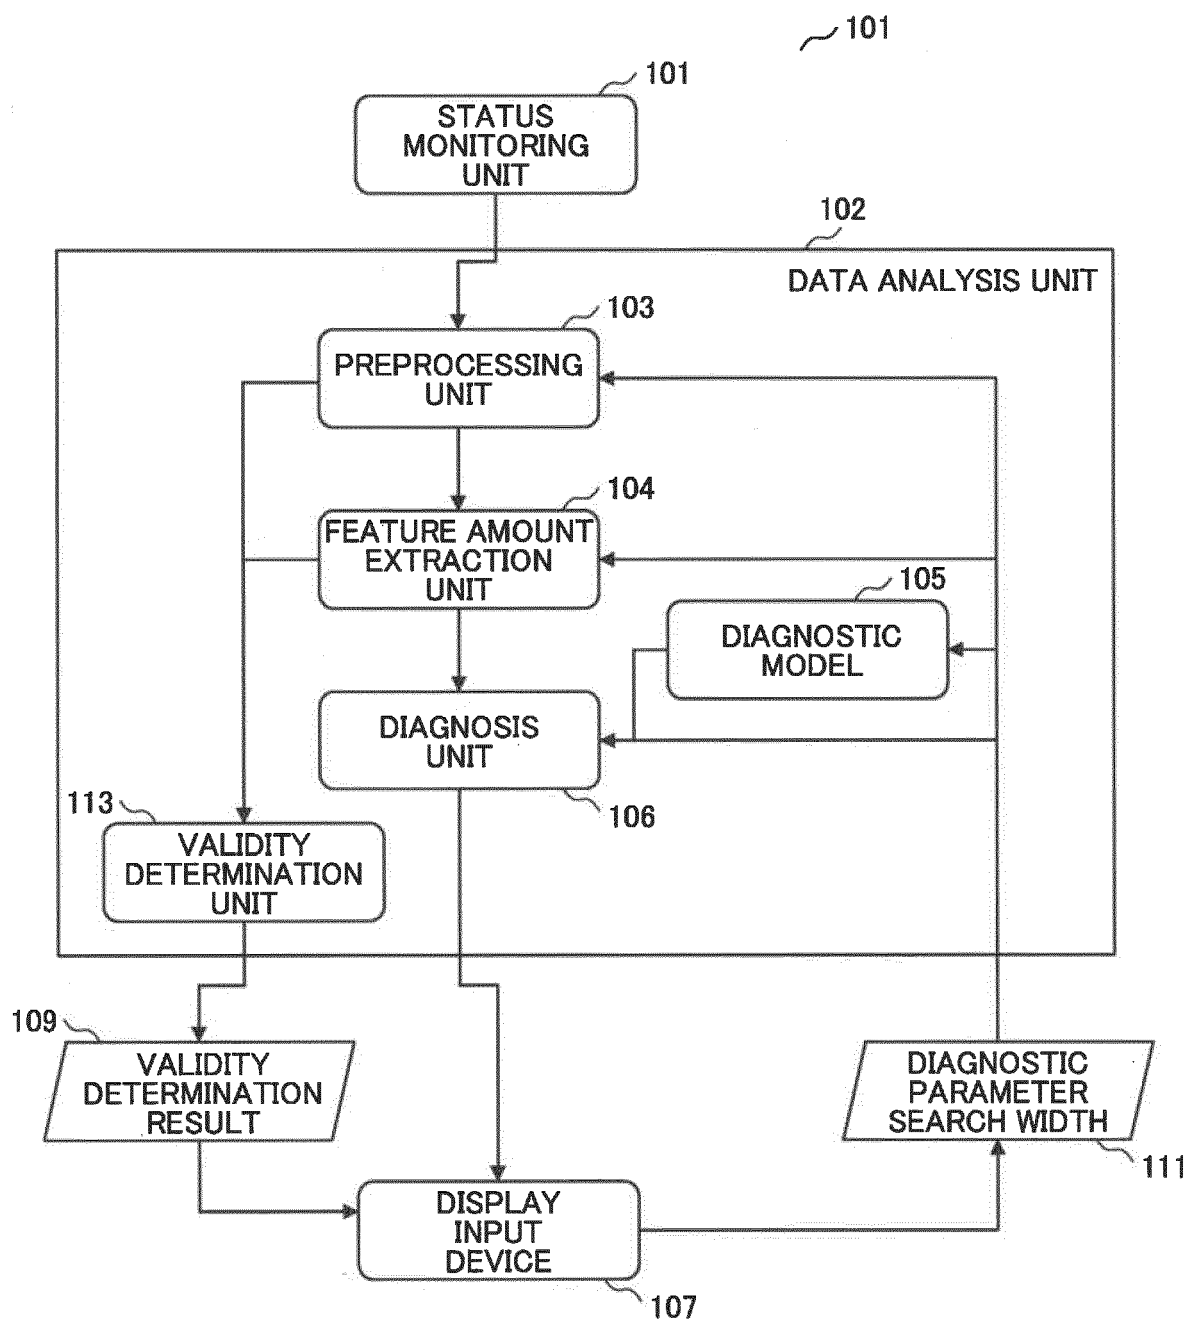 101
101
STATUS
MONITORING
UNIT
102
DATA ANALYSIS UNIT
103
PREPROCESSING
UNIT
104
FEATURE AMOUNT
EXTRACTION
UNIT
105
DIAGNOSTIC
MODEL
DIAGNOSIS
UNIT
106
113
VALIDITY
DETERMINATION
UNIT
109
VALIDITY
DETERMINATION
RESULT
DIAGNOSTIC
PARAMETER
SEARCH WIDTH
111
DISPLAY
INPUT
DEVICE
107